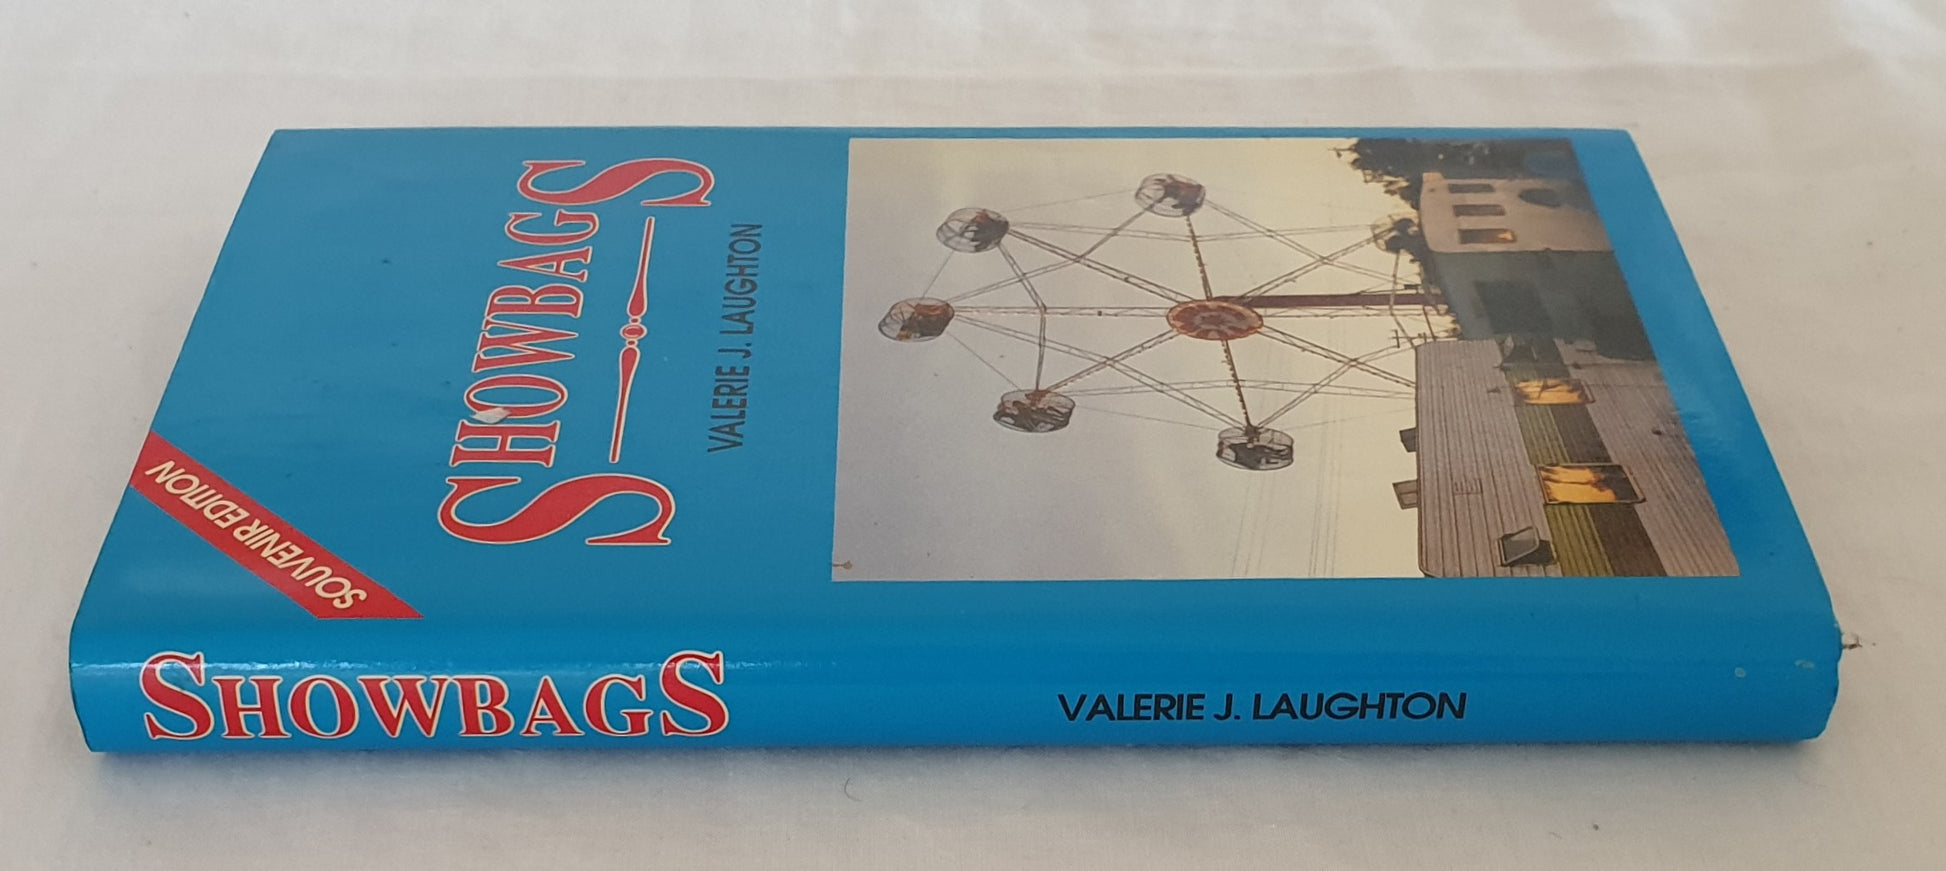 SOUVENIR EDITION
SHOWBAGS
VALERIE J. LAUGHTON
SHOWBAGS
VALERIE J. LAUGHTON